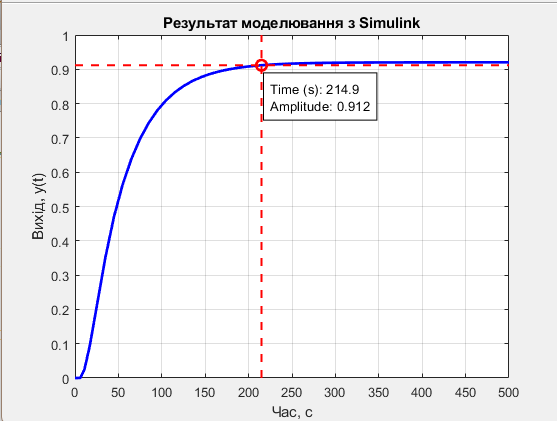 Результат моделювання з Simulink
1
0.9
0.8
0.7
0.6
0.5
0.4
0.3
0.2
0.1
0
Вихід, y(t)
Time (s): 214.9
Amplitude: 0.912
0 50 100 150 200 250 300 350 400 450 500
Час, с